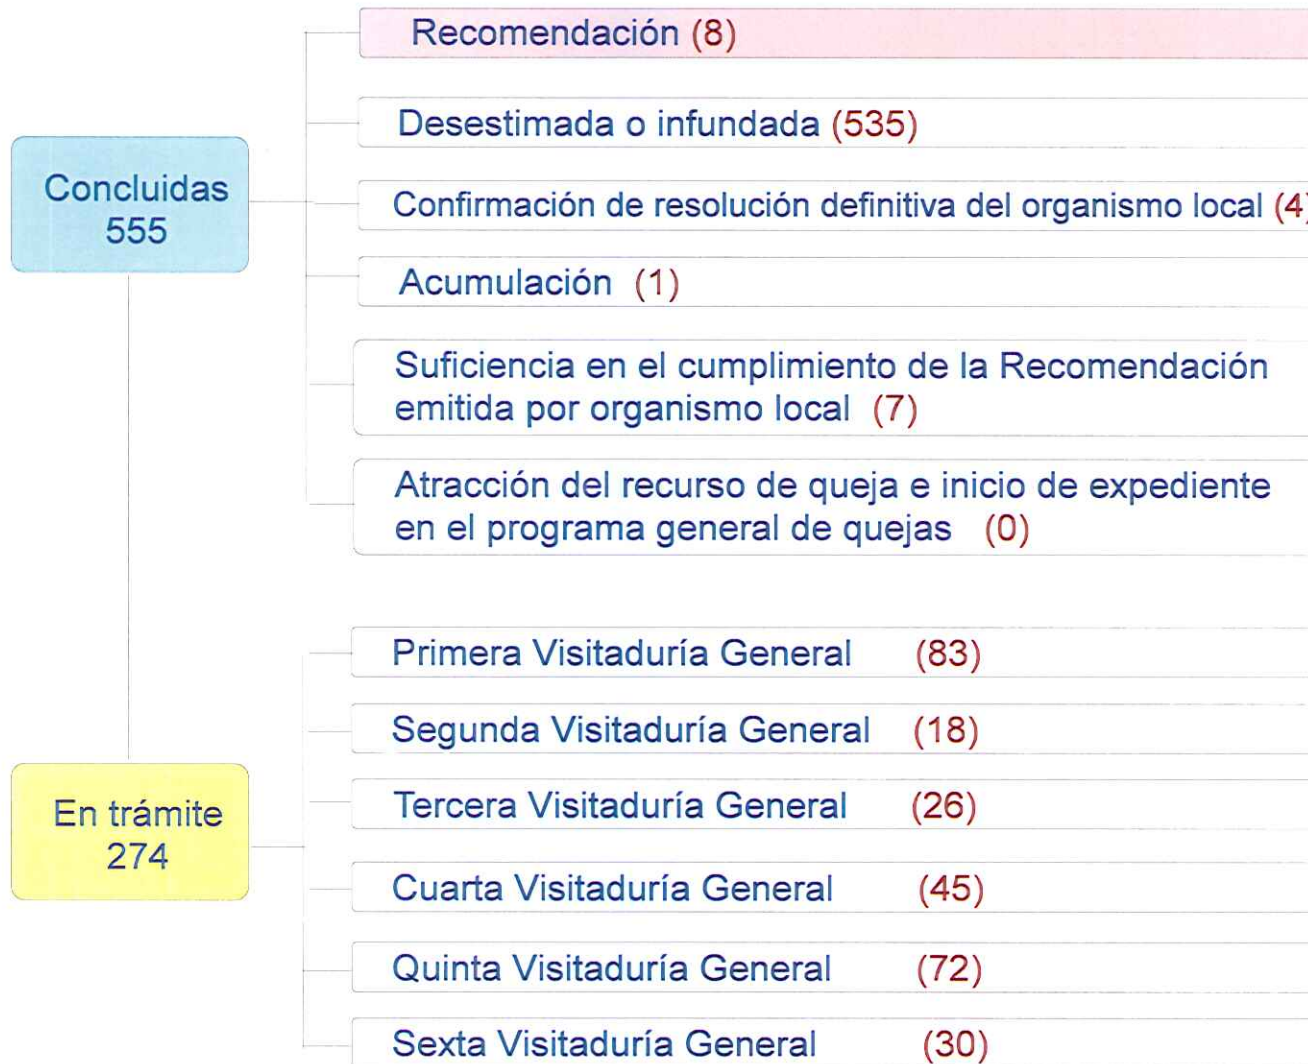 Recomendación (8)
Desestimada o infundada (535)
Concluidas
555
Confirmación de resolución definitiva del organismo local (4)
Acumulación (1)
Suficiencia en el cumplimiento de la Recomendación
emitida por organismo local (7)
Atracción del recurso de queja e inicio de expediente
en el programa general de quejas (0)
Primera Visitaduría General (83)
Segunda Visitaduría General (18)
Tercera Visitaduría General (26)
En trámite
274
Cuarta Visitaduría General (45)
Quinta Visitaduría General (72)
Sexta Visitaduría General (30)